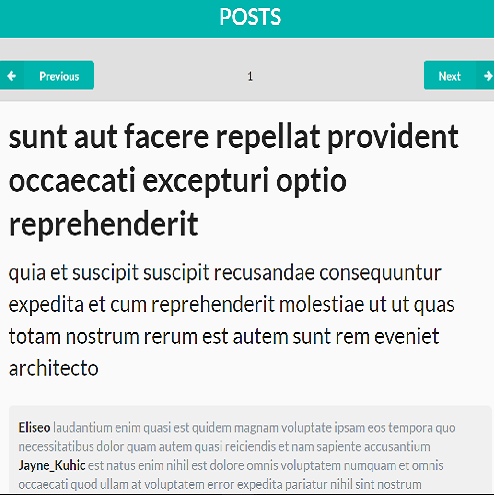 POSTS
Previous
1
Next
sunt aut facere repellat provident
occaecati excepturi optio
reprehenderit
quia et suscipit suscipit recusandae consequuntur
expedita et cum reprehenderit molestiae ut ut quas
totam nostrum rerum est autem sunt rem eveniet
architecto
Eliseo laudantium enim quasi est quidem magnam voluptate ipsam eos tempora quo
necessitatibus dolor quam autem quasi reiciendis et nam sapiente accusantium
Jayne_Kuhic est natus enim nihil est dolore omnis voluptatem numquam et omnis
occaecati quod ullam at voluptatem error expedita pariatur nihil sint nostrum